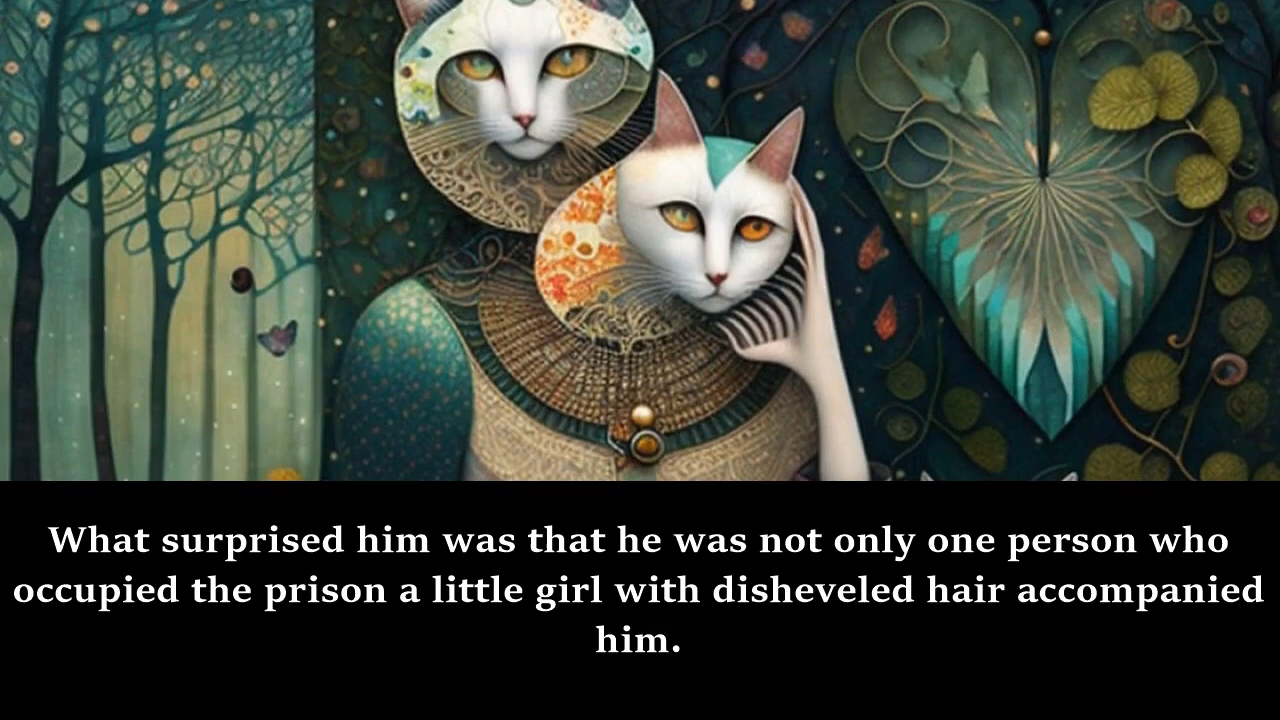 What surprised him was that he was not only one person who
occupied the prison a little girl with disheveled hair accompanied
him.